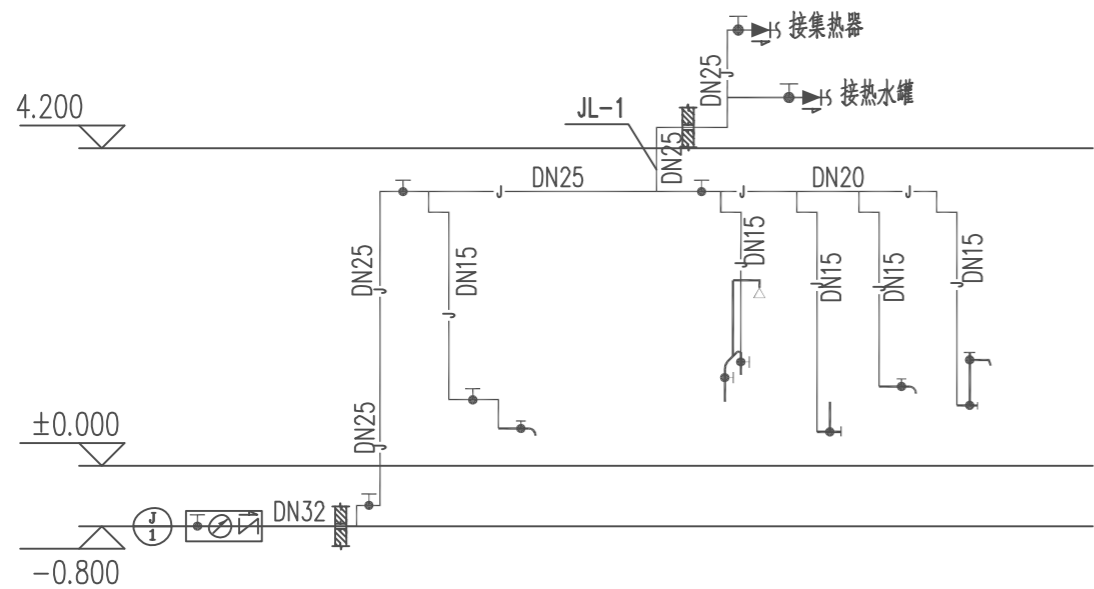 接集热器
DN25
J
接热水罐
4.200
JL-1
DN25
DN25
DN20
J
J
J
DN25
DN15
DN15
DN15
DN15
DN15
J
J
J
J
J
J
±0.000
DN25
J
J
1
DN32
-0.800